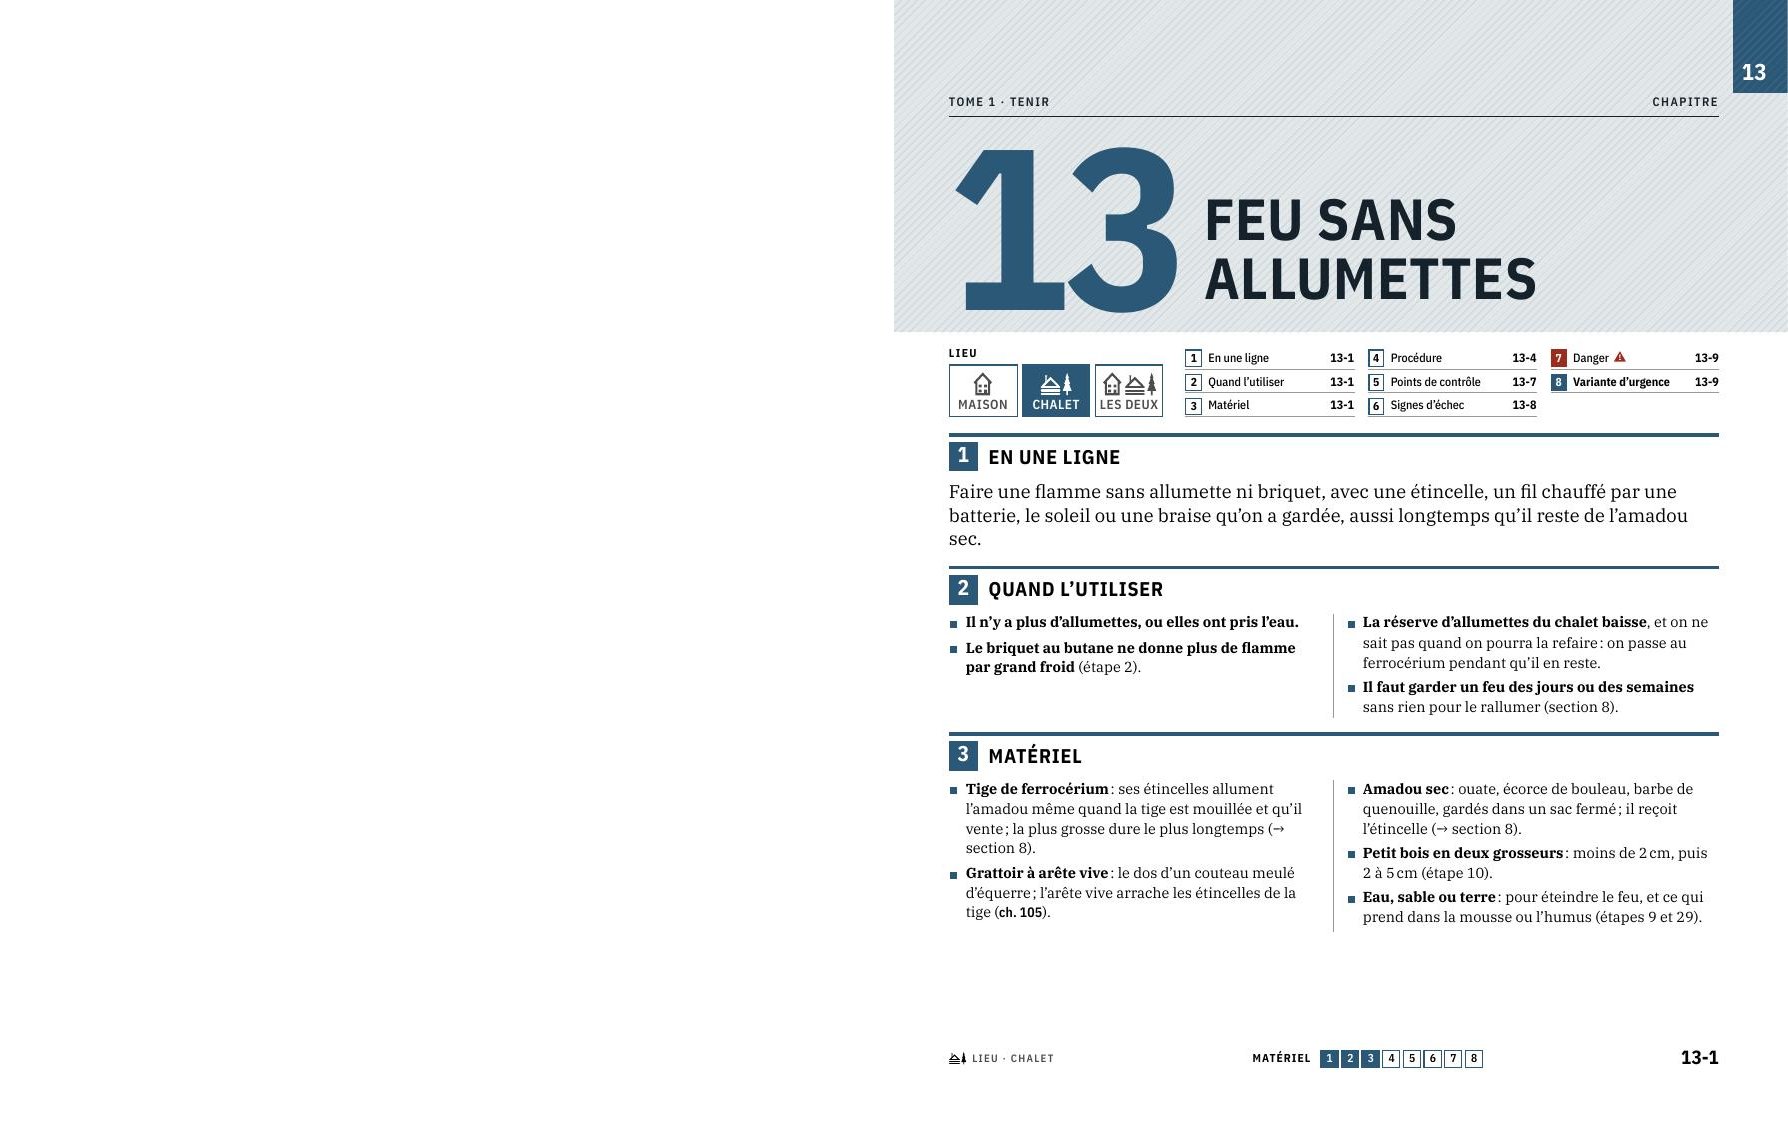 13
TOME 1 · TENIR
CHAPITRE
13
FEU SANS
ALLUMETTES
LIEU
MAISON
CHALET
LES DEUX
1 En une ligne 13-1
2 Quand l’utiliser 13-1
3 Matériel 13-1
4 Procédure 13-4
5 Points de contrôle 13-7
6 Signes d’échec 13-8
7 Danger 13-9
8 Variante d’urgence 13-9
1 EN UNE LIGNE
Faire une flamme sans allumette ni briquet, avec une étincelle, un fil chauffé par une
batterie, le soleil ou une braise qu’on a gardée, aussi longtemps qu’il reste de l’amadou
sec.
2 QUAND L’UTILISER
Il n’y a plus d’allumettes, ou elles ont pris l’eau.
Le briquet au butane ne donne plus de flamme
par grand froid (étape 2).
La réserve d’allumettes du chalet baisse, et on ne
sait pas quand on pourra la refaire : on passe au
ferrocérium pendant qu’il en reste.
Il faut garder un feu des jours ou des semaines
sans rien pour le rallumer (section 8).
3 MATÉRIEL
Tige de ferrocérium : ses étincelles allument
l’amadou même quand la tige est mouillée et qu’il
vente ; la plus grosse dure le plus longtemps (→
section 8).
Grattoir à arête vive : le dos d’un couteau meulé
d’équerre ; l’arête vive arrache les étincelles de la
tige (ch. 105).
Amadou sec : ouate, écorce de bouleau, barbe de
quenouille, gardés dans un sac fermé ; il reçoit
l’étincelle (→ section 8).
Petit bois en deux grosseurs : moins de 2 cm, puis
2 à 5 cm (étape 10).
Eau, sable ou terre : pour éteindre le feu, et ce qui
prend dans la mousse ou l’humus (étapes 9 et 29).
LIEU · CHALET
MATÉRIEL 1 2 3 4 5 6 7 8
13-1